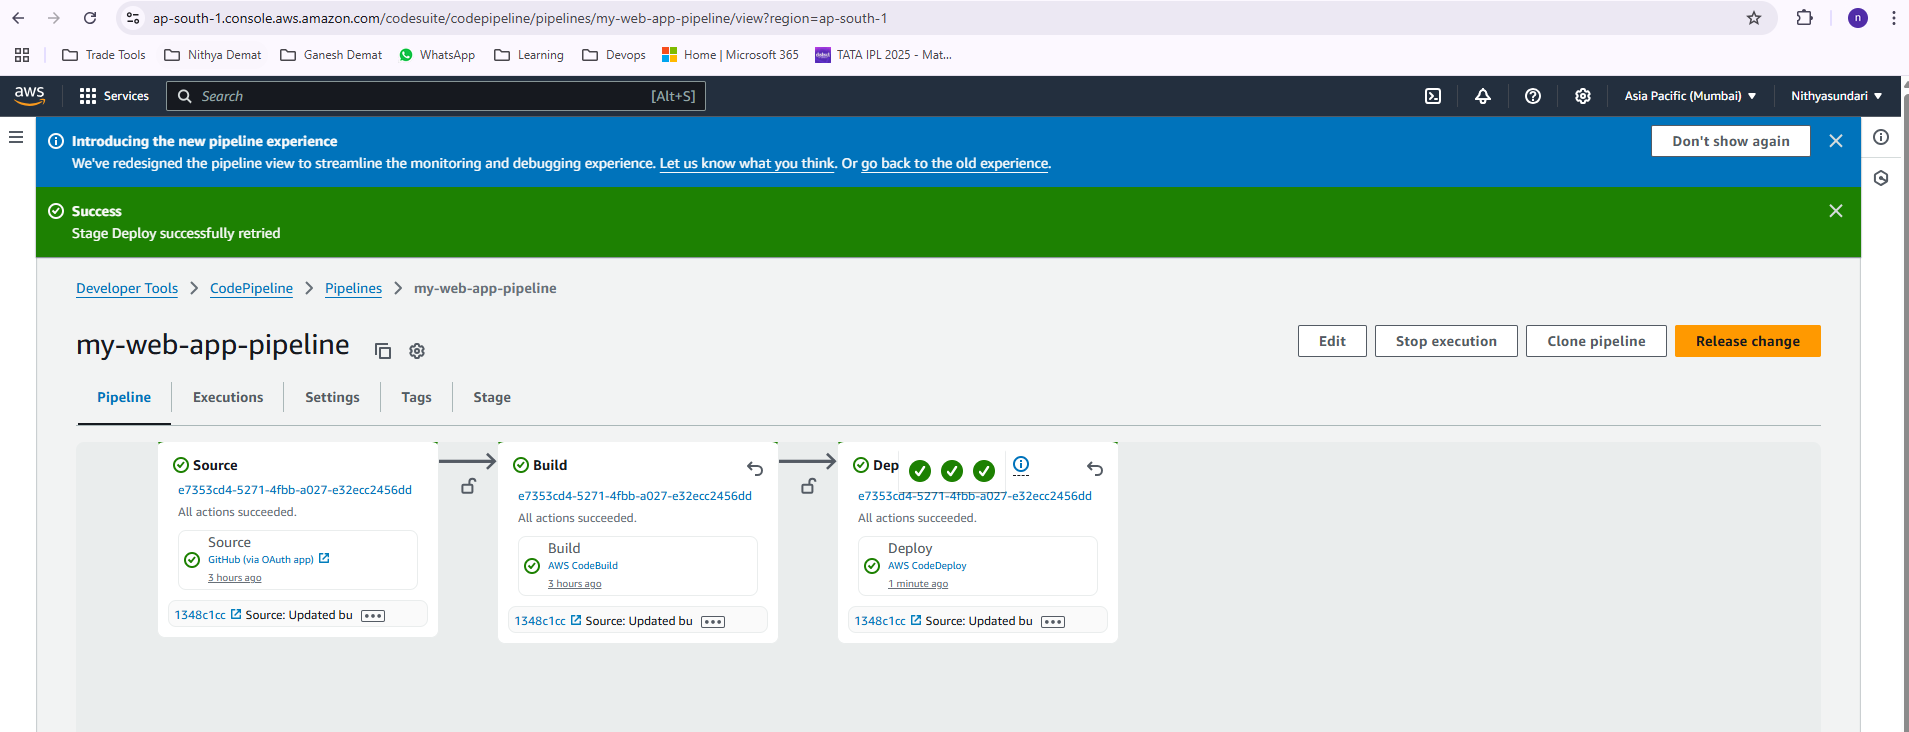 ap-south-1.console.aws.amazon.com/codesuite/codepipeline/pipelines/my-web-app-pipeline/view?region=ap-south-1
n
Trade Tools Nithya Demat Ganesh Demat WhatsApp Learning Devops Home | Microsoft 365 TATA IPL 2025 - Mat...
aws Services Search [Alt+S] Asia Pacific (Mumbai) Nithyasundari
Introducing the new pipeline experience
We've redesigned the pipeline view to streamline the monitoring and debugging experience. Let us know what you think. Or go back to the old experience.
Don't show again
Success
Stage Deploy successfully retried
Developer Tools > CodePipeline > Pipelines > my-web-app-pipeline
my-web-app-pipeline
Edit Stop execution Clone pipeline Release change
Pipeline Executions Settings Tags Stage
Source
e7353cd4-5271-4fbb-a027-e32ecc2456dd
All actions succeeded.
Source
GitHub (via OAuth app)
3 hours ago
1348c1cc Source: Updated bu
Build
e7353cd4-5271-4fbb-a027-e32ecc2456dd
All actions succeeded.
Build
AWS CodeBuild
3 hours ago
1348c1cc Source: Updated bu
Dep
e7353cd4-5271-4fbb-a027-e32ecc2456dd
All actions succeeded.
Deploy
AWS CodeDeploy
1 minute ago
1348c1cc Source: Updated bu